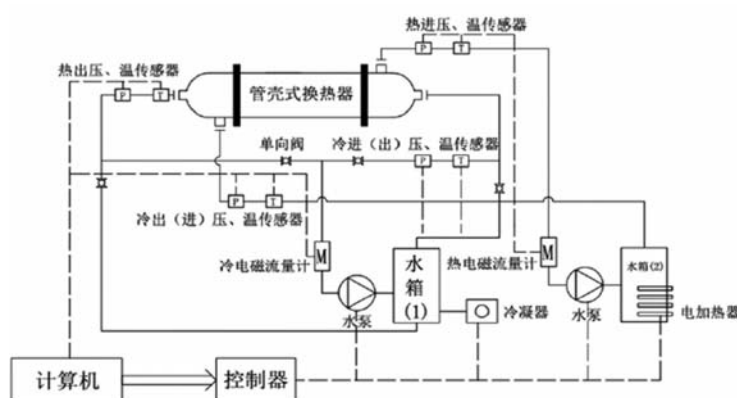 热进压、温传感器
P
T
热出压、温传感器
P
T
管壳式换热器
单向阀
冷进（出）压、温传感器
P
T
P
T
冷出（进）压、温传感器
M
冷电磁流量计
水
箱
(1)
热电磁流量计
M
水箱(2)
水泵
冷凝器
水泵
电加热器
计算机
控制器